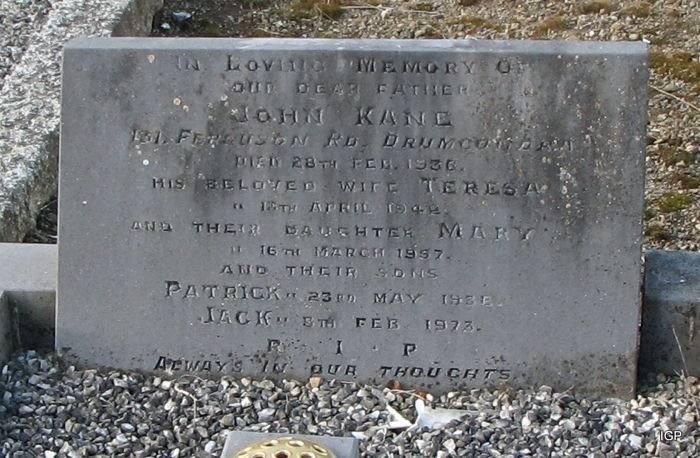 In Loving Memory Of
our dear father
John Kane
131, Ferguson Rd, Drumcondra
died 28th Feb. 1936.
his beloved wife Teresa
" 13th April 1942.
and their daughter Mary
" 16th March 1957.
and their sons
Patrick " 23rd May 1938.
Jack " 8th Feb 1973.
R I P
Always in our thoughts
IGP